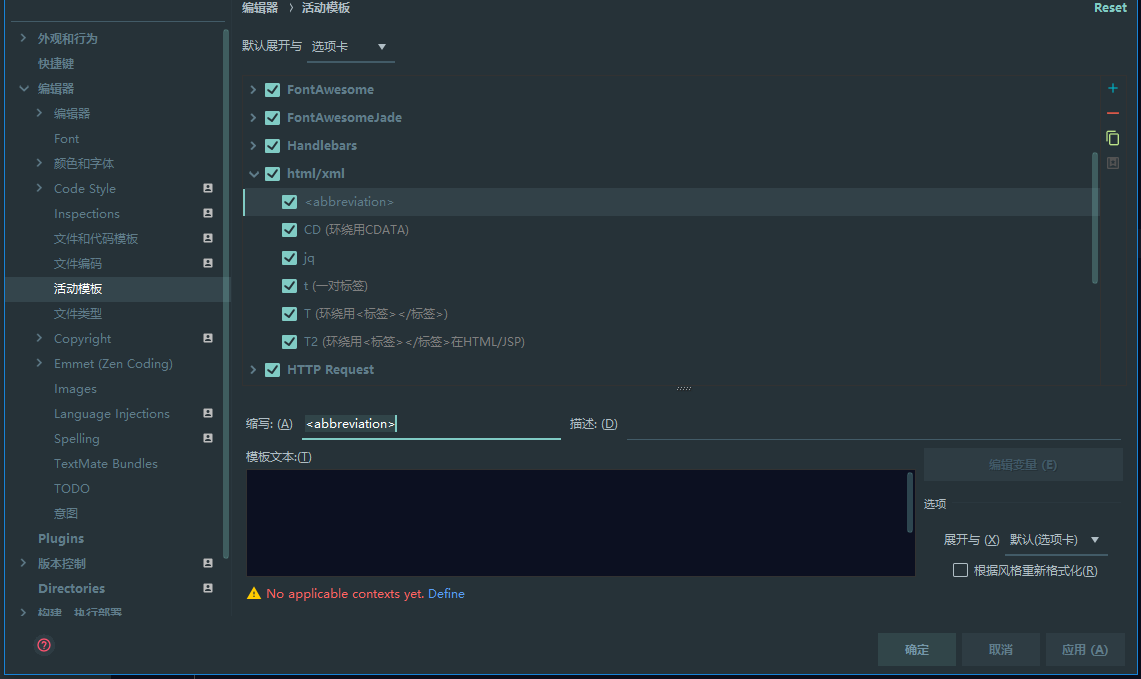 编辑器 › 活动模板
Reset
外观和行为
快捷键
编辑器
编辑器
Font
颜色和字体
Code Style
Inspections
文件和代码模板
文件编码
活动模板
文件类型
Copyright
Emmet (Zen Coding)
Images
Language Injections
Spelling
TextMate Bundles
TODO
意图
Plugins
版本控制
Directories
构建、执行部署
默认展开与 选项卡
FontAwesome
FontAwesomeJade
Handlebars
html/xml
<abbreviation>
CD (环绕用CDATA)
jq
t (一对标签)
T (环绕用<标签></标签>)
T2 (环绕用<标签></标签>在HTML/JSP)
HTTP Request
缩写: (A) <abbreviation> 描述: (D)
模板文本:(T)
编辑变量 (E)
选项
展开与 (X) 默认(选项卡)
根据风格重新格式化(R)
No applicable contexts yet. Define
?
确定 取消 应用 (A)